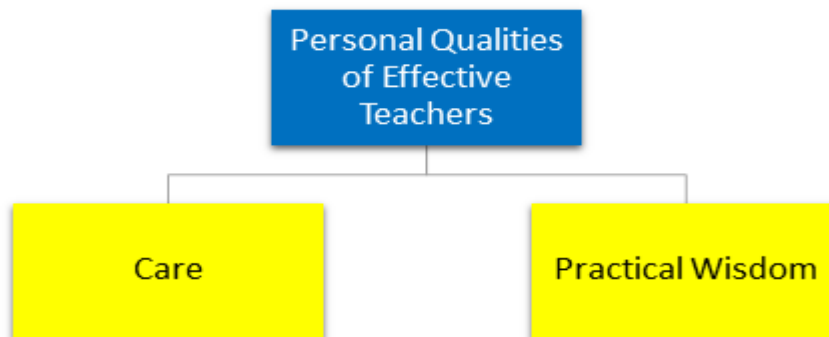 Personal Qualities
of Effective
Teachers
Care
Practical Wisdom